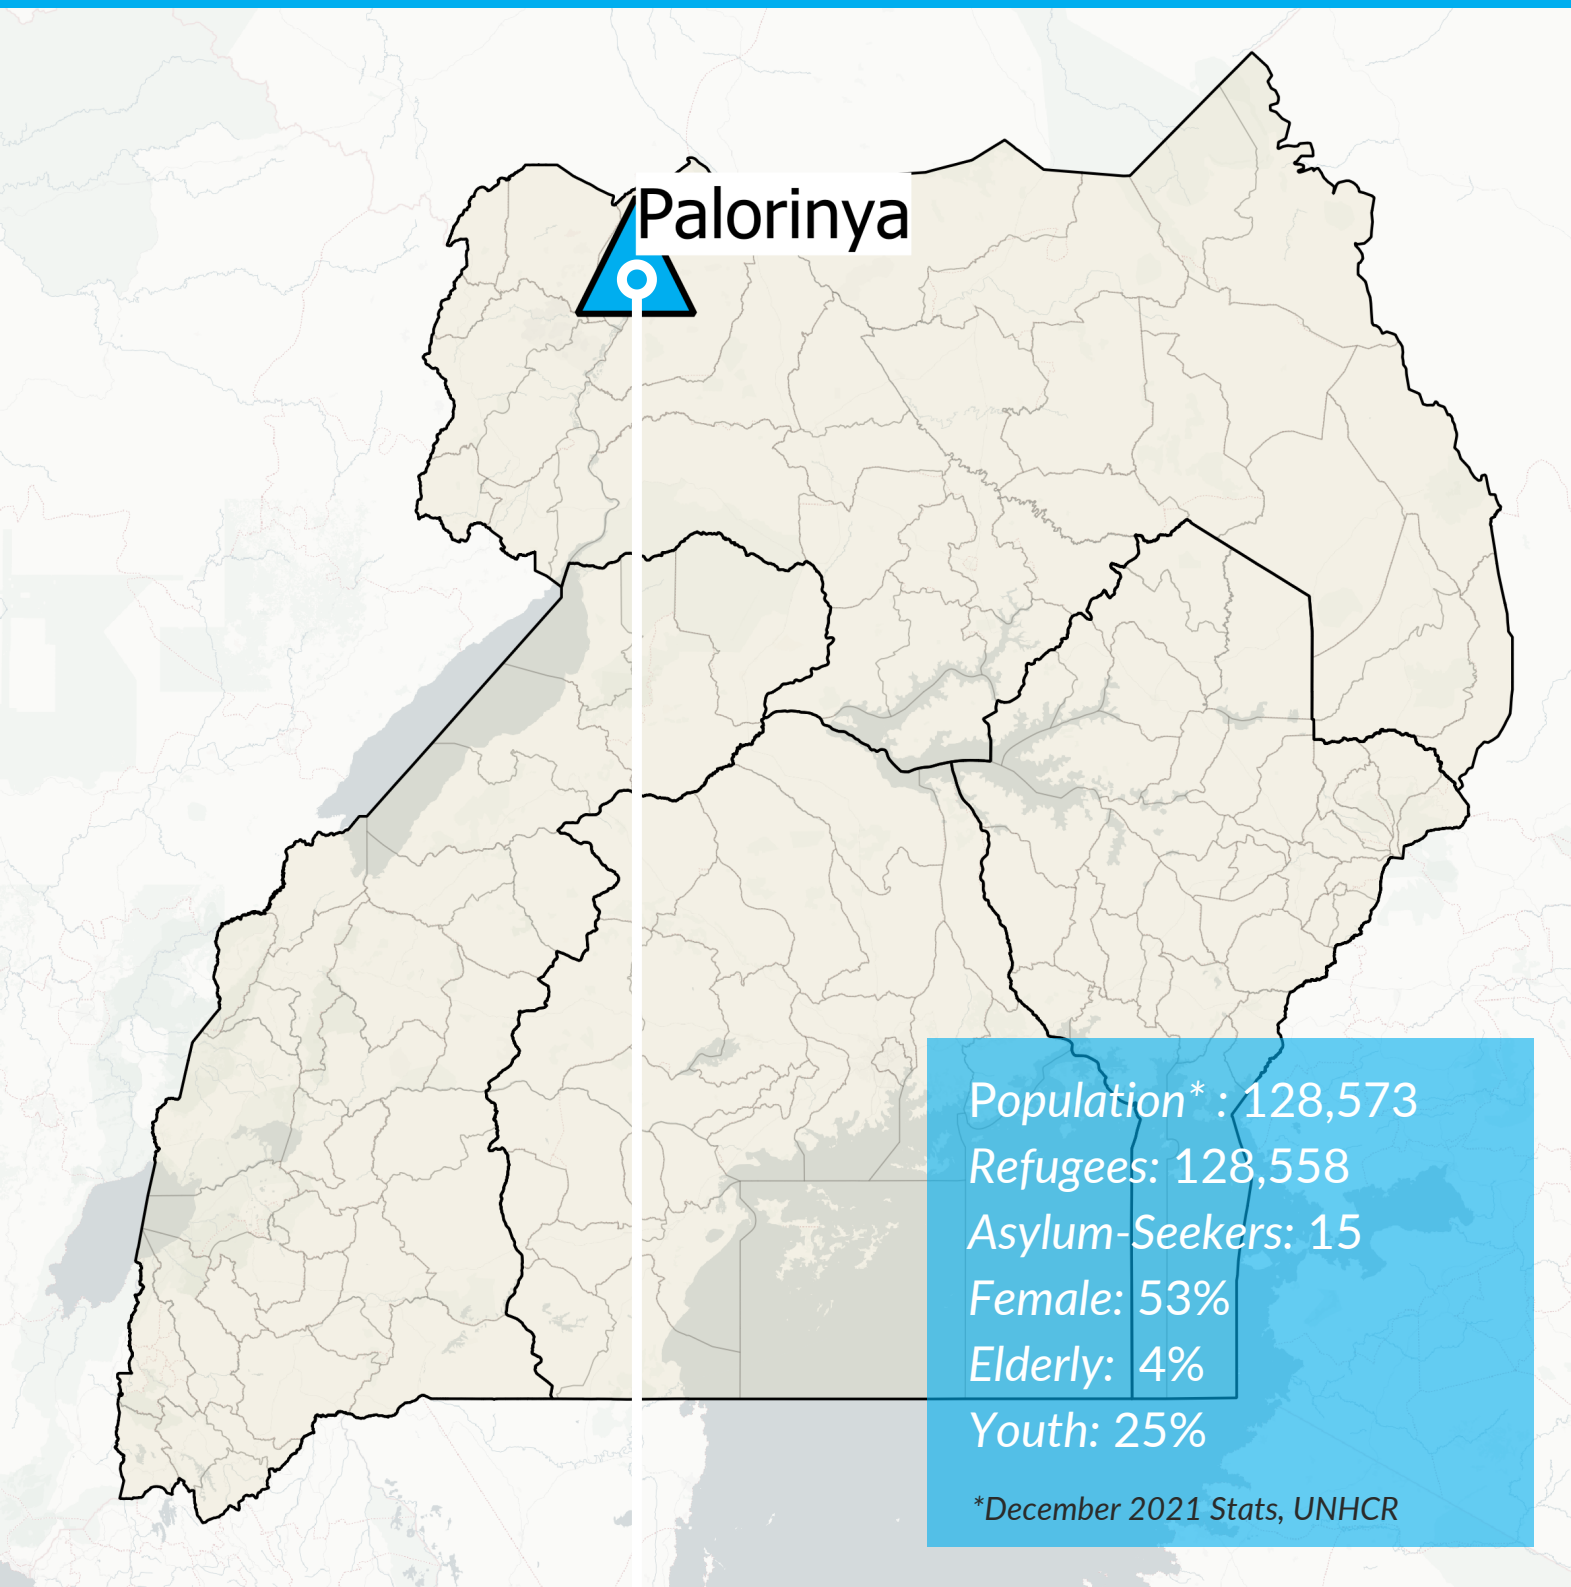 Palorinya
Population* : 128,573
Refugees: 128,558
Asylum-Seekers: 15
Female: 53%
Elderly: 4%
Youth: 25%
*December 2021 Stats, UNHCR